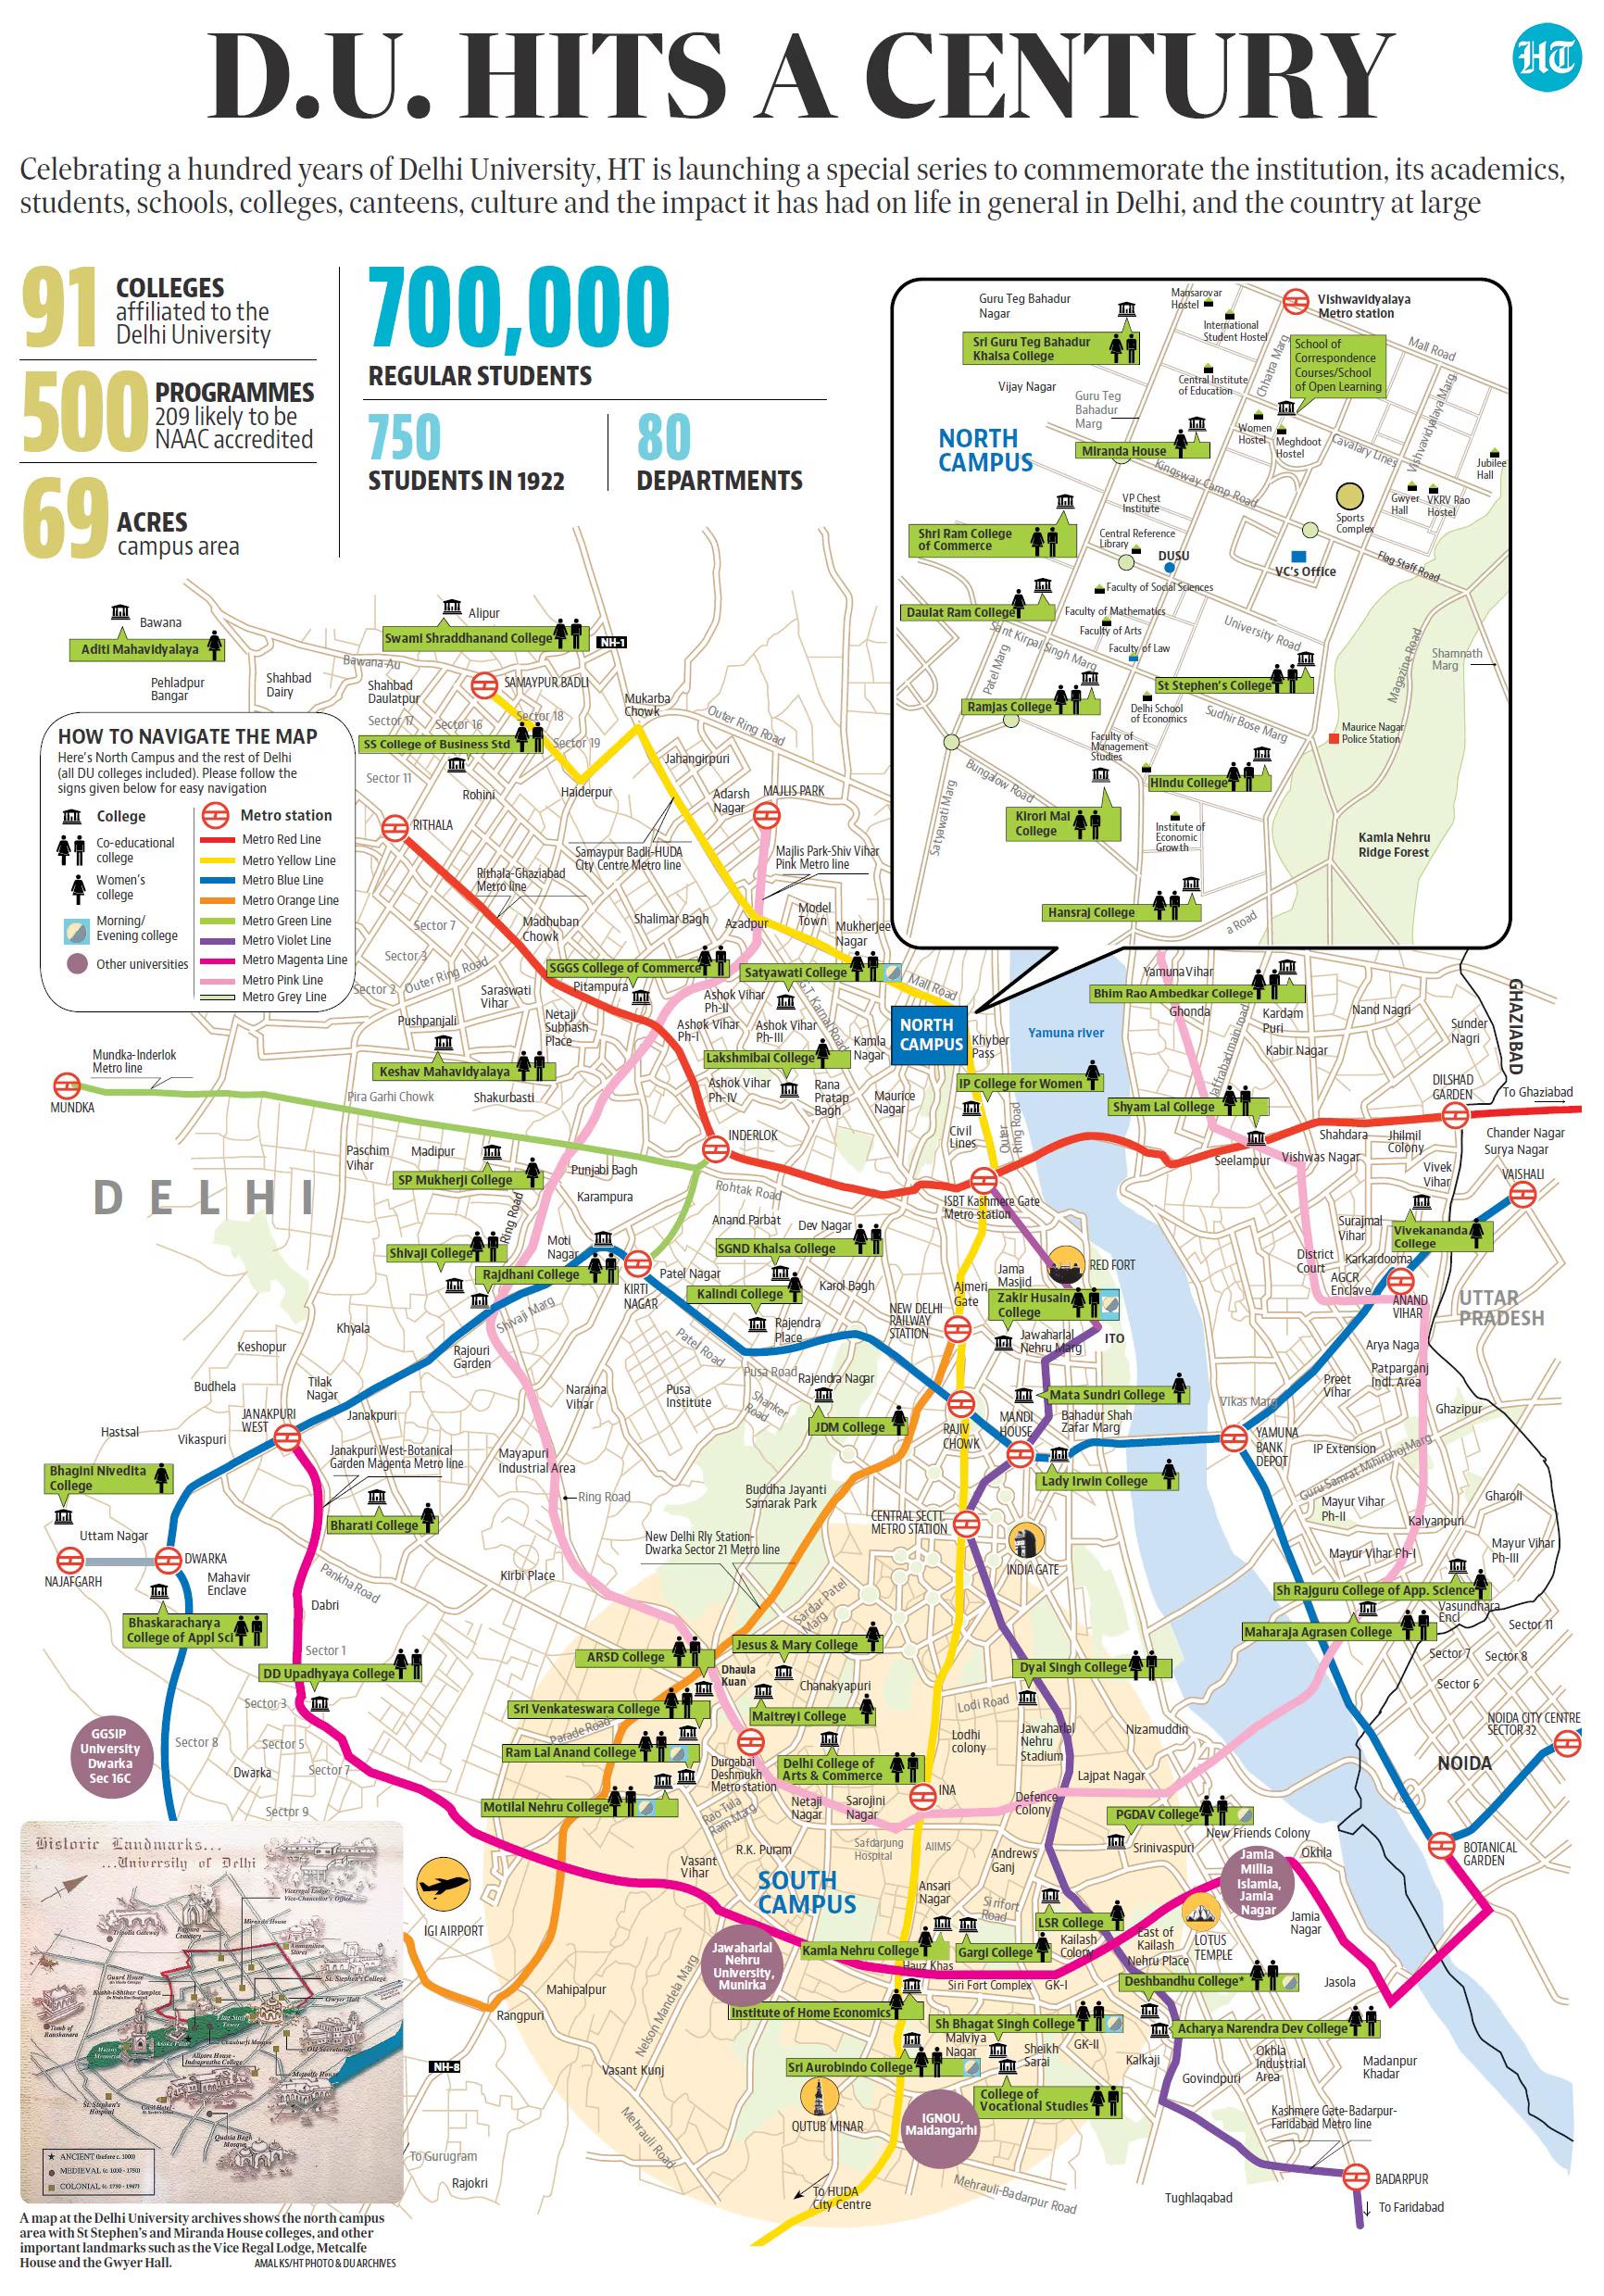 D.U. HITS A CENTURY
HT
Celebrating a hundred years of Delhi University, HT is launching a special series to commemorate the institution, its academics,
students, schools, colleges, canteens, culture and the impact it has had on life in general in Delhi, and the country at large
91
COLLEGES
affiliated to the
Delhi University
500
PROGRAMMES
209 likely to be
NAAC accredited
69
ACRES
campus area
700,000
REGULAR STUDENTS
750
STUDENTS IN 1922
80
DEPARTMENTS
Guru Teg Bahadur
Nagar
Sri Guru Teg Bahadur
Khalsa College
Mansarovar
Hostel
International
Student Hostel
Vishwavidyalaya
Metro station
School of
Correspondence
Courses/School
of Open Learning
Mall Road
Chhatra Marg
Vishvavidyalaya Marg
Vijay Nagar
Central Institute
of Education
Guru Teg
Bahadur
Marg
NORTH
CAMPUS
Miranda House
Women
Hostel
Meghdoot
Hostel
Cavalary Lines
Jubilee
Hall
Kingsway Camp Road
VP Chest
Institute
Gwyer
Hall
VKRV Rao
Hostel
Sports
Complex
Shri Ram College
of Commerce
Central Reference
Library
DUSU
VC's Office
Flag Staff Road
Faculty of Social Sciences
Daulat Ram College
Faculty of Mathematics
Faculty of Arts
University Road
Sant Kirpal Singh Marg
Faculty of Law
Shamnath
Marg
Magazine Road
Patel Marg
St Stephen's College
Ramjas College
Delhi School
of Economics
Sudhir Bose Marg
Maurice Nagar
Police Station
Faculty of
Management
Studies
Bungalow Road
Hindu College
Satyawati Marg
Kirori Mal
College
Institute of
Economic
Growth
Kamla Nehru
Ridge Forest
Hansraj College
a Road
Bawana
Aditi Mahavidyalaya
Alipur
Swami Shraddhanand College
NH-1
Bawana-Au
Pehladpur
Bangar
Shahbad
Dairy
Shahbad
Daulatpur
SAMAYPUR BADLI
Mukarba
Chowk
Outer Ring Road
Sector 17
Sector 16
Sector 18
Sector 19
SS College of Business Std
Sector 11
Rohini
Haiderpur
Jahangirpuri
Adarsh
Nagar
MAJLIS PARK
RITHALA
Samaypur Badli-HUDA
City Centre Metro line
Majlis Park-Shiv Vihar
Pink Metro line
Rithala-Ghaziabad
Metro line
HOW TO NAVIGATE THE MAP
Here's North Campus and the rest of Delhi
(all DU colleges included). Please follow the
signs given below for easy navigation
College
Co-educational
college
Women's
college
Morning/
Evening college
Other universities
Metro station
Metro Red Line
Metro Yellow Line
Metro Blue Line
Metro Orange Line
Metro Green Line
Metro Violet Line
Metro Magenta Line
Metro Pink Line
Metro Grey Line
Sector 7
Madhuban
Chowk
Shalimar Bagh
Azadpur
Model
Town
Mukherjee
Nagar
Sector 3
Sector 2
Outer Ring Road
SGGS College of Commerce
Pitampura
Satyawati College
Mall Road
G.T. Karnal Road
Saraswati
Vihar
Ashok Vihar
Ph-II
Pushpanjali
Netaji
Subhash
Place
Ashok Vihar
Ph-I
Ashok Vihar
Ph-III
Kamla
Nagar
NORTH
CAMPUS
Khyber
Pass
Yamuna river
Yamuna Vihar
Bhim Rao Ambedkar College
Ghonda
Kardam
Puri
Nand Nagri
Sunder
Nagri
Kabir Nagar
GHAZIABAD
Jaffrabad main road
Mundka-Inderlok
Metro line
MUNDKA
Keshav Mahavidyalaya
Lakshmibai College
Ashok Vihar
Ph-IV
Rana
Pratap
Bagh
Maurice
Nagar
IP College for Women
Civil
Lines
Ring Road
Shyam Lal College
DILSHAD
GARDEN
To Ghaziabad
Pira Garhi Chowk
Shakurbasti
INDERLOK
Seelampur
Vishwas Nagar
Shahdara
Jhilmil
Colony
Chander Nagar
Surya Nagar
Vivek
Vihar
VAISHALI
Paschim
Vihar
Madipur
SP Mukherji College
Punjabi Bagh
Karampura
Rohtak Road
DELHI
ISBT Kashmere Gate
Metro station
Ring Road
Anand Parbat
Dev Nagar
Surajmal
Vihar
Vivekananda
College
Shivaji College
Moti
Nagar
SGND Khalsa College
Rajdhani College
Patel Nagar
KIRTI
NAGAR
Kalindi College
Karol Bagh
Ajmeri
Gate
Jama
Masjid
RED FORT
Zakir Husain
College
District
Court
Karkardooma
AGCR
Enclave
ANAND
VIHAR
UTTAR
PRADESH
Shivaji Marg
NEW DELHI
RAILWAY
STATION
Rajendra
Place
Jawaharlal
Nehru Marg
ITO
Khyala
Keshopur
Rajouri
Garden
Patel Road
Pusa Road
Rajendra Nagar
Arya Naga
Patparganj
Indl. Area
Preet
Vihar
Budhela
Tilak
Nagar
Naraina
Vihar
Pusa
Institute
Shanker
Road
Mata Sundri College
Vikas Marg
Ghazipur
JANAKPURI
WEST
Janakpuri
JDM College
RAJIV
CHOWK
MANDI
HOUSE
Bahadur Shah
Zafar Marg
YAMUNA
BANK
DEPOT
IP Extension
Guru Samrat Mihirbhoj Marg
Hastsal
Vikaspuri
Janakpuri West-Botanical
Garden Magenta Metro line
Mayapuri
Industrial Area
Lady Irwin College
Bhagini Nivedita
College
Ring Road
Buddha Jayanti
Samarak Park
Mayur Vihar
Ph-II
Gharoli
Kalyanpuri
Bharati College
CENTRAL SECTT.
METRO STATION
INDIA GATE
Uttam Nagar
New Delhi Rly Station-
Dwarka Sector 21 Metro line
Mayur Vihar Ph-I
Mayur Vihar
Ph-III
NAJAFGARH
DWARKA
Mahavir
Enclave
Pankha Road
Kirbi Place
Sardar Patel
Marg
Dabri
Sh Rajguru College of App. Science
Vasundhara
Encl
Bhaskaracharya
College of Appl Sci
Maharaja Agrasen College
Sector 11
Sector 1
Jesus & Mary College
ARSD College
Dhaula
Kuan
Chanakyapuri
Dyal Singh College
Sector 7
Sector 8
Sector 6
DD Upadhyaya College
Sector 3
Sri Venkateswara College
Maitreyi College
Lodi Road
Parade Road
NOIDA CITY CENTRE
SECTOR 32
GGSIP
University
Dwarka
Sec 16C
Sector 8
Sector 5
Ram Lal Anand College
Durgabai
Deshmukh
Metro station
Delhi College of
Arts & Commerce
Lodhi
colony
Jawaharlal
Nehru
Stadium
Nizamuddin
NOIDA
Dwarka
Sector 7
INA
Lajpat Nagar
Sector 9
Motilal Nehru College
Rao Tula
Ram Marg
Netaji
Nagar
Sarojini
Nagar
Defence
Colony
PGDAV College
New Friends Colony
Srinivaspuri
Okhla
BOTANICAL
GARDEN
R.K. Puram
Safdarjung
Hospital
AIIMS
Andrews
Ganj
Vasant
Vihar
SOUTH
CAMPUS
Ansari
Nagar
Sirifort
Road
Jamia
Millia
Islamia,
Jamia
Nagar
IGI AIRPORT
LSR College
Kailash
Colony
East of
Kailash
LOTUS
TEMPLE
Jamia
Nagar
Jawaharlal
Nehru
University,
Munirka
Kamla Nehru College
Gargi College
Hauz Khas
Nehru Place
Siri Fort Complex
GK-I
Deshbandhu College*
Jasola
Mahipalpur
Rangpuri
Nelson Mandela Marg
Institute of Home Economics
Sh Bhagat Singh College
Acharya Narendra Dev College
Malviya
Nagar
Sheikh
Sarai
GK-II
Kalkaji
Okhla
Industrial
Area
Madanpur
Khadar
NH-8
Vasant Kunj
Sri Aurobindo College
Govindpuri
College of
Vocational Studies
QUTUB MINAR
IGNOU,
Maidangarhi
Kashmere Gate-Badarpur-
Faridabad Metro line
Mehrauli Road
To Gurugram
Rajokri
To HUDA
City Centre
Mehrauli-Badarpur Road
Tughlaqabad
BADARPUR
To Faridabad
Historic Landmarks...
...University of Delhi
Viceregal Lodge-
Vice-Chancellor's Office
Miranda House
St. Stephen's College
Gwyer Hall
Guard House
Flag Staff
Tower
Old Secretariat
Chauburji Mosque
Alipore House-
Indraprastha College
Metcalfe House
St. Stephen's
Hospital
Qudsia Bagh
Mosque
ANCIENT (before c. 1000)
MEDIEVAL (c 1000 - 1750)
COLONIAL (c. 1750 - 1947)
A map at the Delhi University archives shows the north campus
area with St Stephen's and Miranda House colleges, and other
important landmarks such as the Vice Regal Lodge, Metcalfe
House and the Gwyer Hall.
AMAL KS/HT PHOTO & DU ARCHIVES